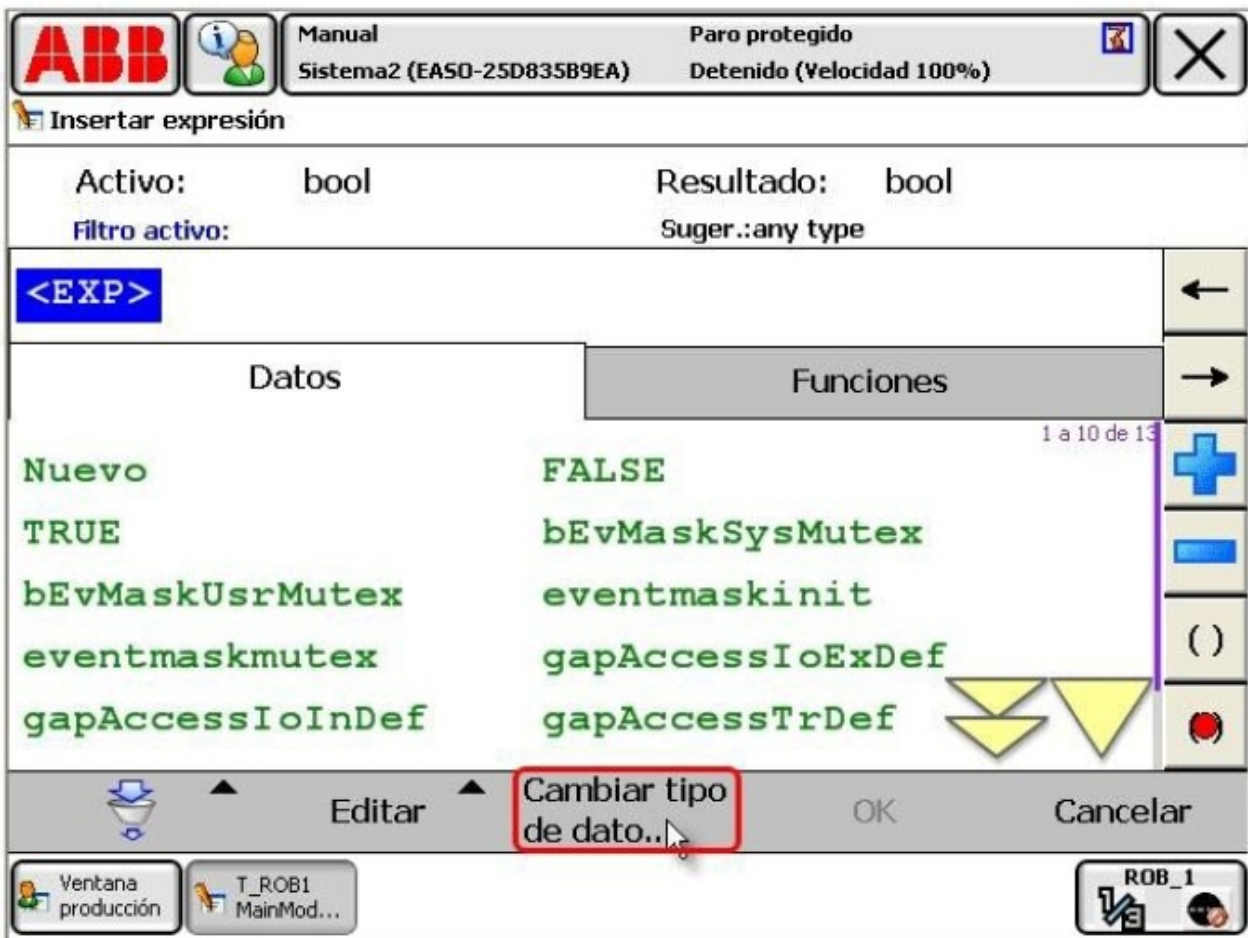 ABB
Manual
Paro protegido
Sistema2 (EASO-25D835B9EA)
Detenido (Velocidad 100%)
Insertar expresión
Activo: bool
Resultado: bool
Filtro activo:
Suger.:any type
<EXP>
Datos
Funciones
1 a 10 de 13
Nuevo
FALSE
TRUE
bEvMaskSysMutex
bEvMaskUsrMutex
eventmaskinit
eventmaskmutex
gapAccessIoExDef
gapAccessIoInDef
gapAccessTrDef
( )
Editar
Cambiar tipo
de dato..
OK
Cancelar
Ventana
producción
T_ROB1
MainMod...
ROB_1
1/3